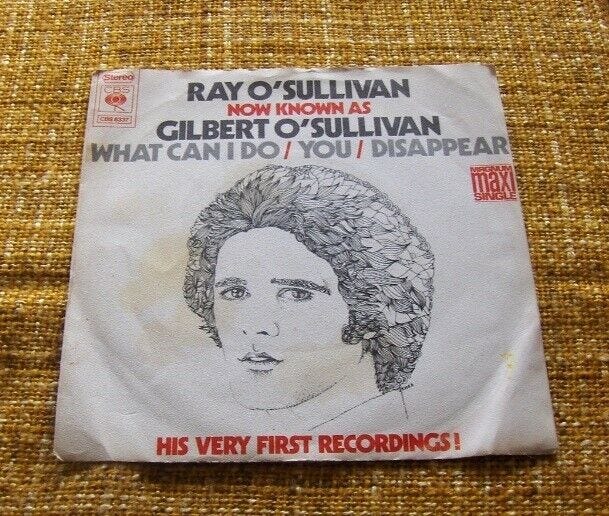 Stereo
CBS
CBS 8337
RAY O'SULLIVAN
NOW KNOWN AS
GILBERT O'SULLIVAN
WHAT CAN I DO / YOU / DISAPPEAR
MAGNUM
maxi
SINGLE
HIS VERY FIRST RECORDINGS!